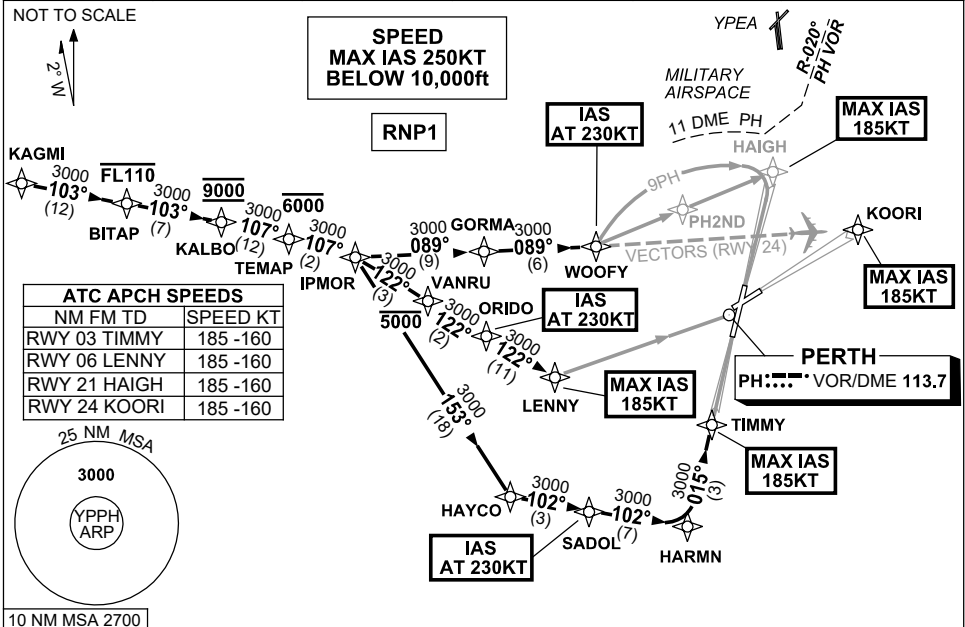 NOT TO SCALE
2° W
SPEED
MAX IAS 250KT
BELOW 10,000ft
RNP1
YPEA
R-020°
PH VOR
MILITARY
AIRSPACE
11 DME PH
IAS
AT 230KT
MAX IAS
185KT
HAIGH
9PH
PH2ND
KOORI
MAX IAS
185KT
VECTORS (RWY 24)
KAGMI
3000
103°
(12)
FL110
BITAP
3000
103°
(7)
9000
KALBO
3000
107°
(12)
6000
TEMAP
3000
107°
(2)
IPMOR
3000
089°
(9)
GORMA
3000
089°
(6)
WOOFY
3000
122°
(3)
VANRU
5000
3000
122°
(2)
ORIDO
IAS
AT 230KT
3000
122°
(11)
LENNY
MAX IAS
185KT
PERTH
PH VOR/DME 113.7
TIMMY
MAX IAS
185KT
3000
153°
(18)
HAYCO
3000
102°
(3)
SADOL
IAS
AT 230KT
3000
102°
(7)
HARMN
3000
015°
(3)
ATC APCH SPEEDS
NM FM TD SPEED KT
RWY 03 TIMMY 185 -160
RWY 06 LENNY 185 -160
RWY 21 HAIGH 185 -160
RWY 24 KOORI 185 -160
25 NM MSA
3000
YPPH
ARP
10 NM MSA 2700